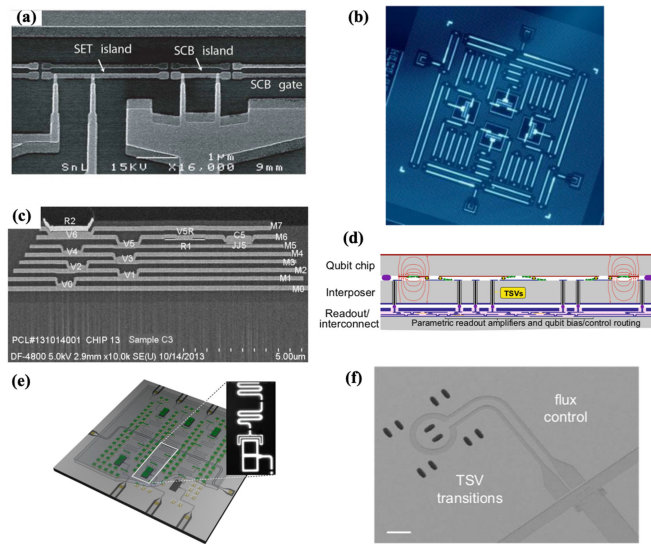 (a)
SET island
SCB island
SCB gate
1μm
SnL 15KV X16,000 9mm
(b)
(c)
R2
M7
V6
V5R
C5
M6
V5
R1
JJ5
M5
V4
M4
V3
M3
V2
M2
V1
M1
V0
M0
PCL#131014001 CHIP 13 Sample C3
DF-4800 5.0kV 2.9mm x10.0k SE(U) 10/14/2013
5.00um
(d)
Qubit chip
Interposer
TSVs
Readout/
interconnect
Parametric readout amplifiers and qubit bias/control routing
(e)
(f)
flux
control
TSV
transitions